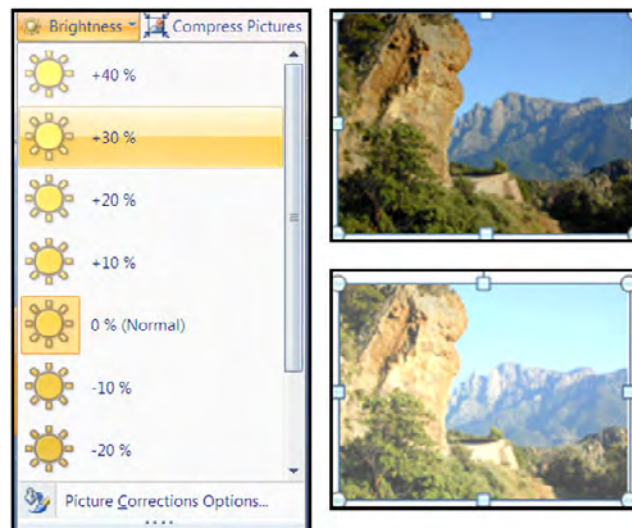 Brightness Compress Pictures
+40 %
+30 %
+20 %
+10 %
0 % (Normal)
-10 %
-20 %
Picture Corrections Options...